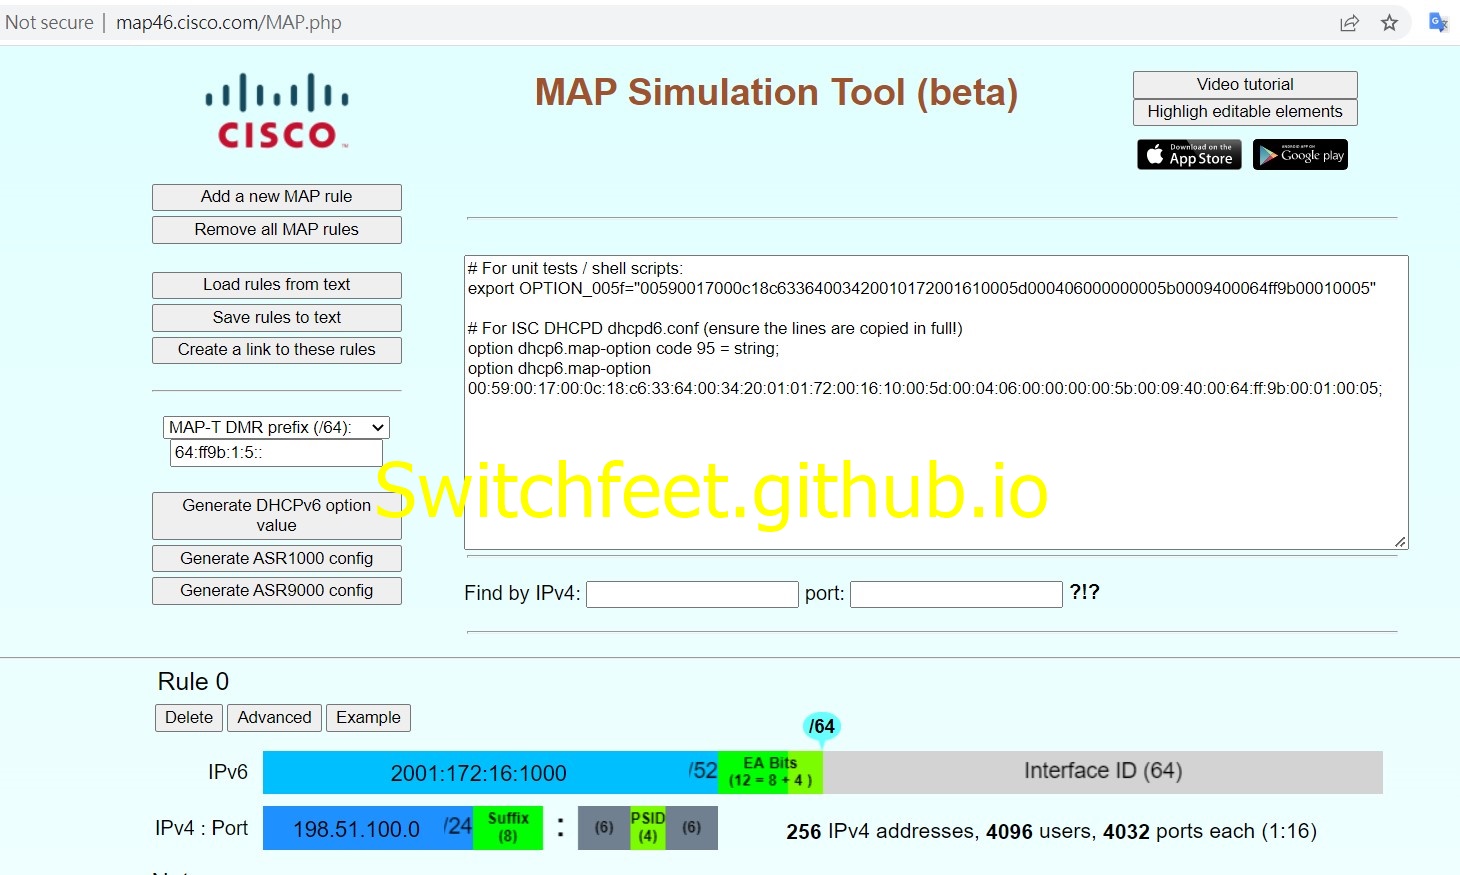 Not secure | map46.cisco.com/MAP.php
CISCO
MAP Simulation Tool (beta)
Video tutorial
Highligh editable elements
Download on the App Store
ANDROID APP ON Google play
Add a new MAP rule
Remove all MAP rules
Load rules from text
Save rules to text
Create a link to these rules
MAP-T DMR prefix (/64):
64:ff9b:1:5::
Generate DHCPv6 option
value
Generate ASR1000 config
Generate ASR9000 config
# For unit tests / shell scripts:
export OPTION_005f="00590017000c18c63364003420010172001610005d000406000000005b0009400064ff9b00010005"
# For ISC DHCPD dhcpd6.conf (ensure the lines are copied in full!)
option dhcp6.map-option code 95 = string;
option dhcp6.map-option
00:59:00:17:00:0c:18:c6:33:64:00:34:20:01:01:72:00:16:10:00:5d:00:04:06:00:00:00:00:5b:00:09:40:00:64:ff:9b:00:01:00:05;
Switchfeet.github.io
Find by IPv4: port: ?!?
Rule 0
Delete Advanced Example
/64
IPv6 2001:172:16:1000 /52 EA Bits (12 = 8 + 4 ) Interface ID (64)
IPv4 : Port 198.51.100.0 /24 Suffix (8) : (6) PSID (4) (6) 256 IPv4 addresses, 4096 users, 4032 ports each (1:16)